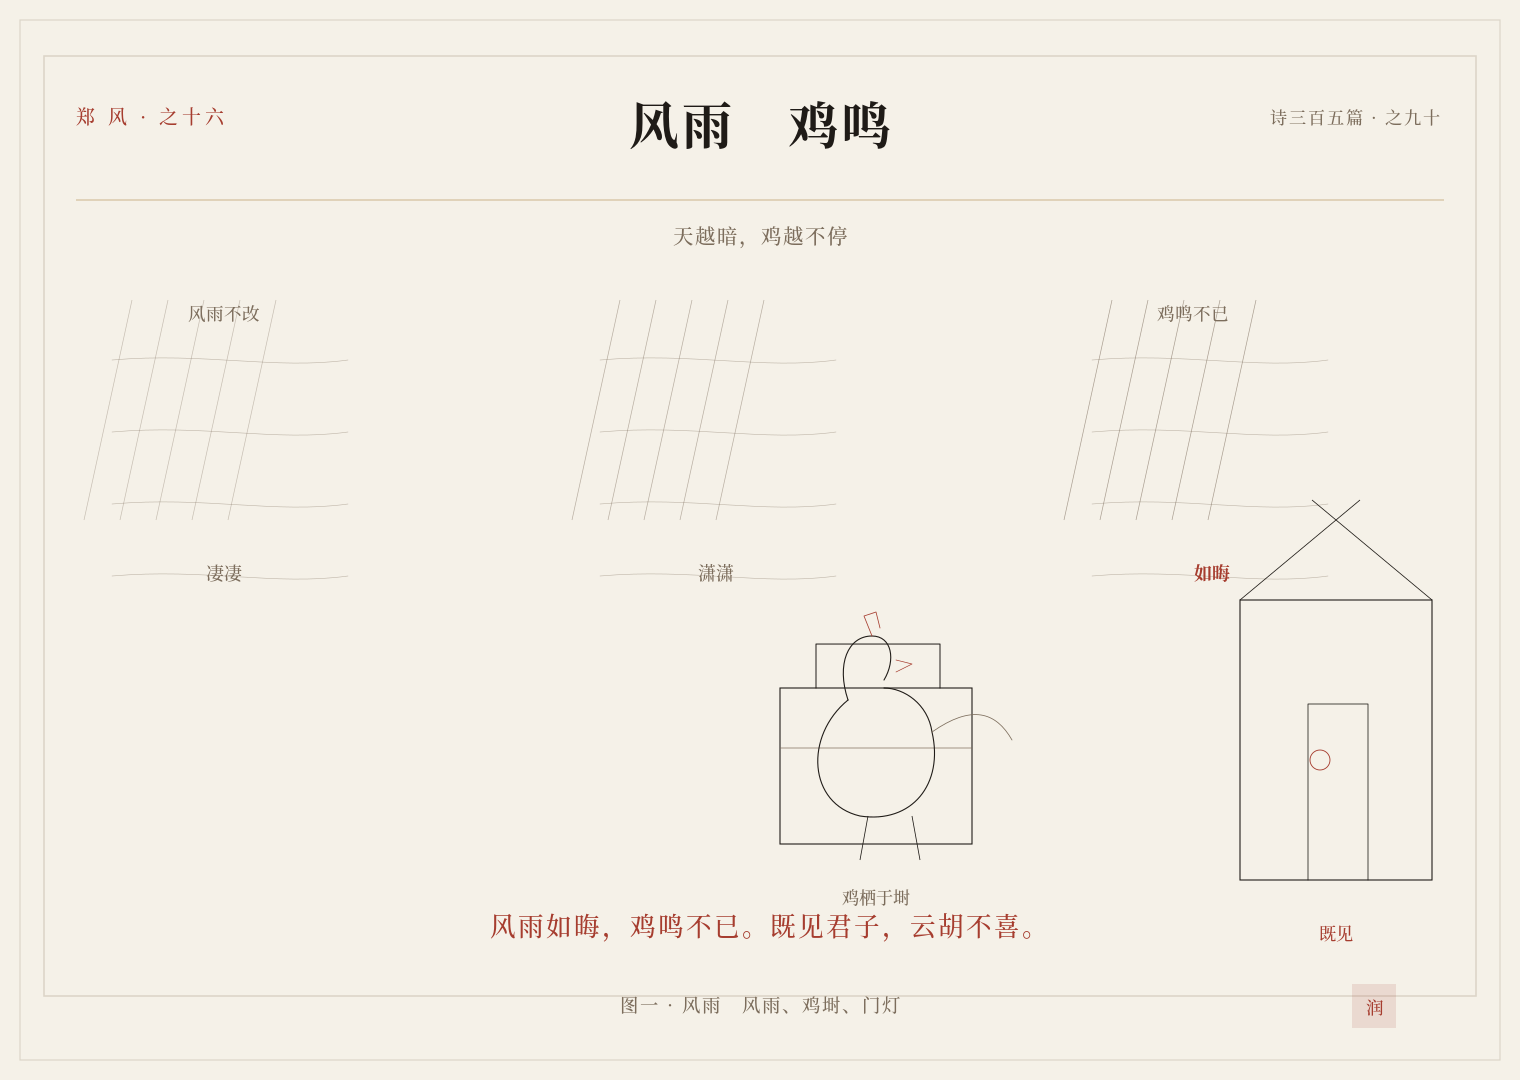 郑 风 · 之十六
风雨　鸡鸣
诗三百五篇 · 之九十
天越暗，鸡越不停
风雨不改
鸡鸣不已
凄凄
潇潇
如晦
鸡栖于埘
风雨如晦，鸡鸣不已。既见君子，云胡不喜。
既见
图一 · 风雨　风雨、鸡埘、门灯
润